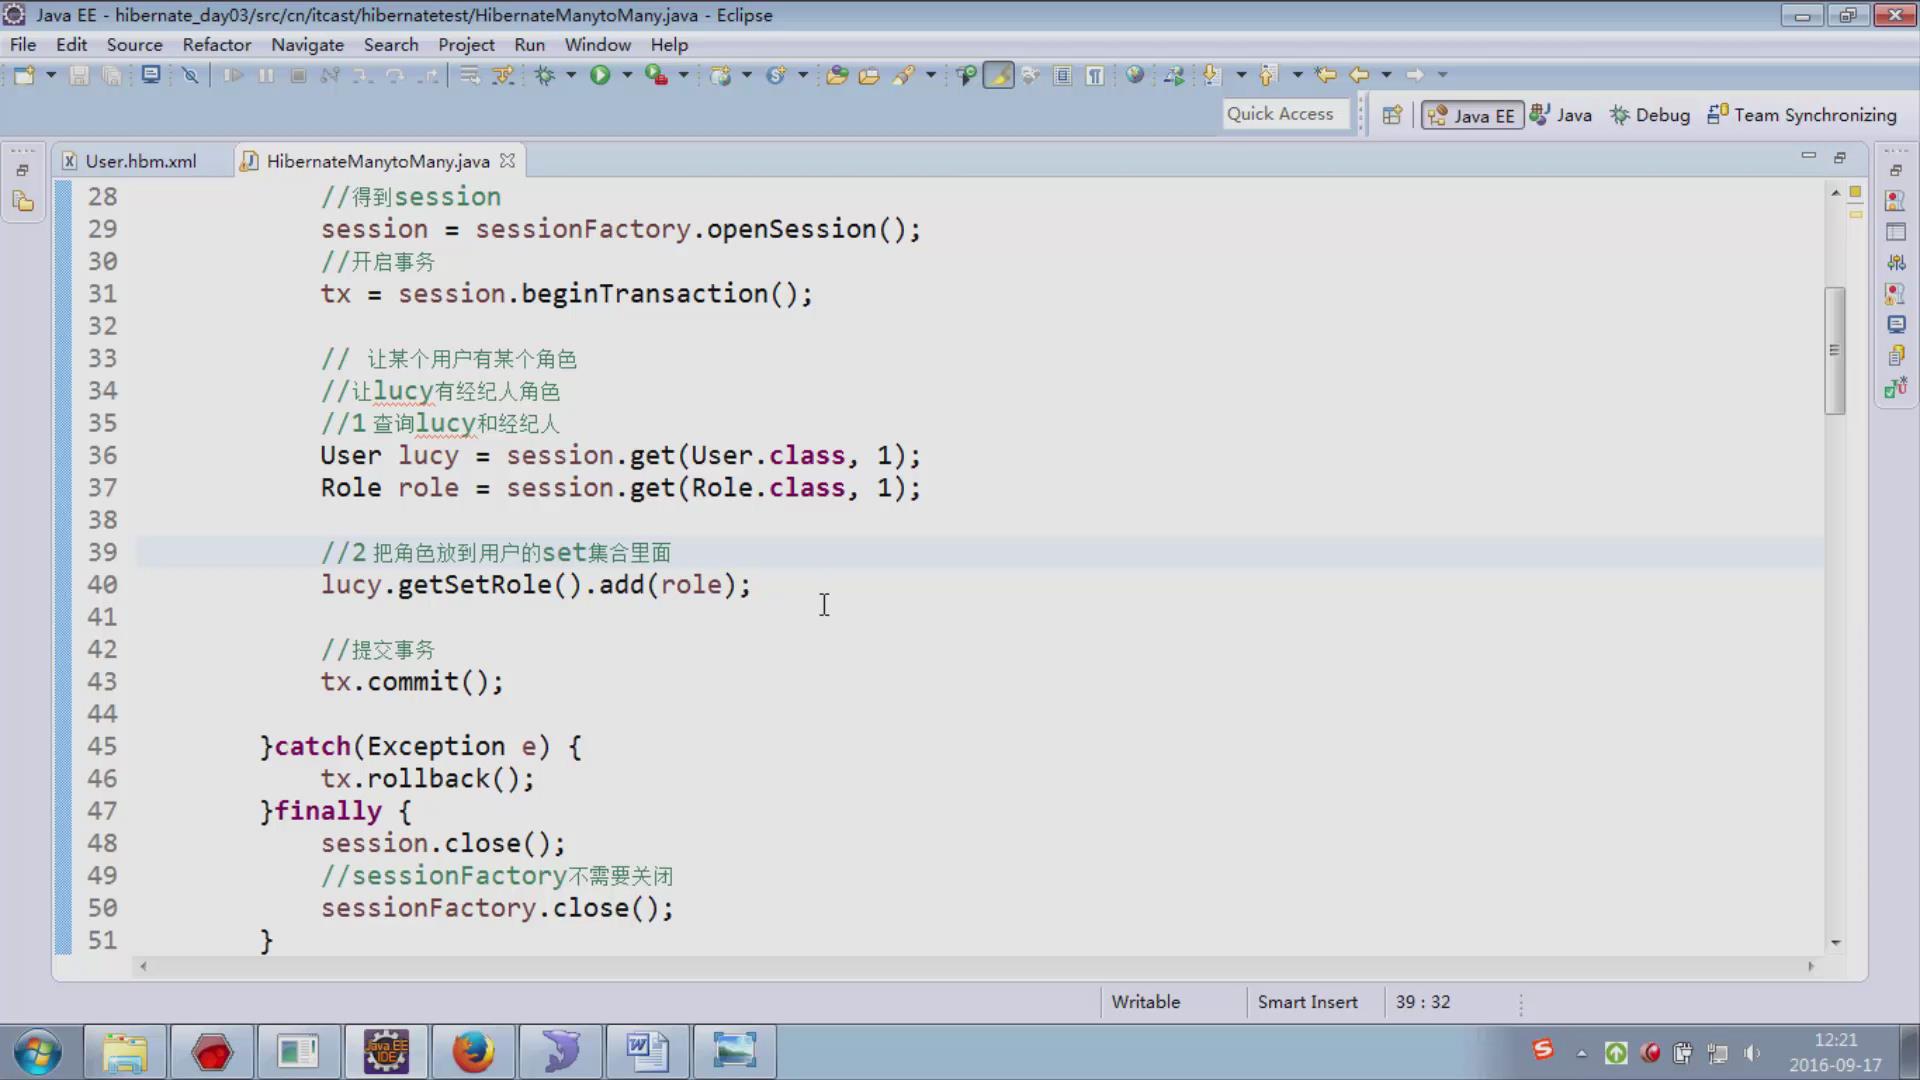 Java EE - hibernate_day03/src/cn/itcast/hibernatetest/HibernateManytoMany.java - Eclipse
File Edit Source Refactor Navigate Search Project Run Window Help
Quick Access Java EE Java Debug Team Synchronizing
User.hbm.xml HibernateManytoMany.java
28 //得到session
29 session = sessionFactory.openSession();
30 //开启事务
31 tx = session.beginTransaction();
32
33 // 让某个用户有某个角色
34 //让lucy有经纪人角色
35 //1 查询lucy和经纪人
36 User lucy = session.get(User.class, 1);
37 Role role = session.get(Role.class, 1);
38
39 //2 把角色放到用户的set集合里面
40 lucy.getSetRole().add(role);
41
42 //提交事务
43 tx.commit();
44
45 }catch(Exception e) {
46 tx.rollback();
47 }finally {
48 session.close();
49 //sessionFactory不需要关闭
50 sessionFactory.close();
51 }
Writable Smart Insert 39 : 32
Java EE IDE
12:21
2016-09-17